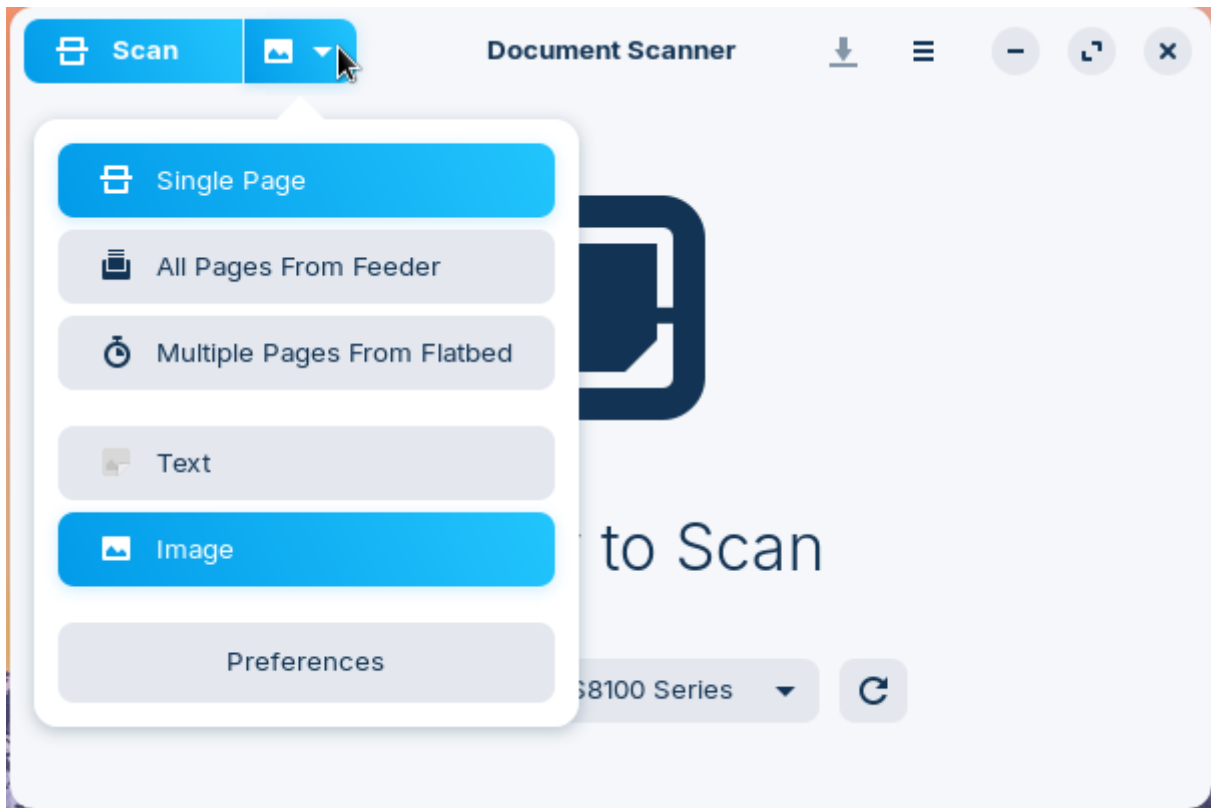 Scan
Document Scanner
Single Page
All Pages From Feeder
Multiple Pages From Flatbed
Text
Image
to Scan
Preferences
S8100 Series